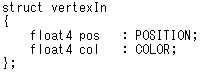 struct vertexIn
{
    float4 pos   : POSITION;
    float4 col   : COLOR;
};